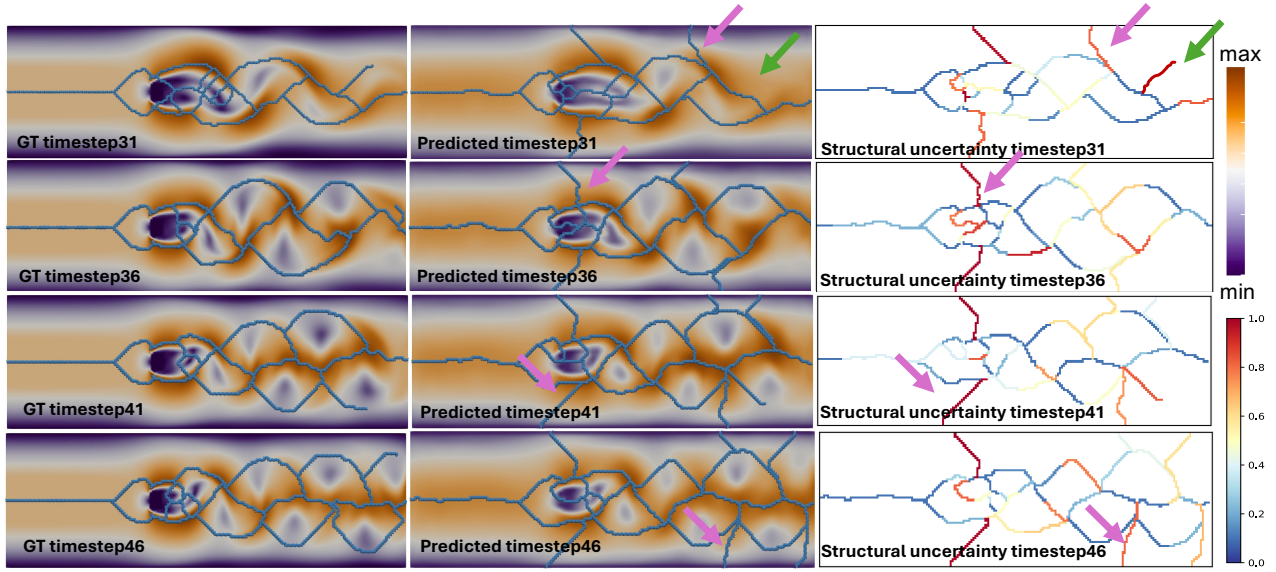 GT timestep31
Predicted timestep31
Structural uncertainty timestep31
max
GT timestep36
Predicted timestep36
Structural uncertainty timestep36
min
GT timestep41
Predicted timestep41
Structural uncertainty timestep41
1.0
0.8
0.6
0.4
0.2
0.0
GT timestep46
Predicted timestep46
Structural uncertainty timestep46